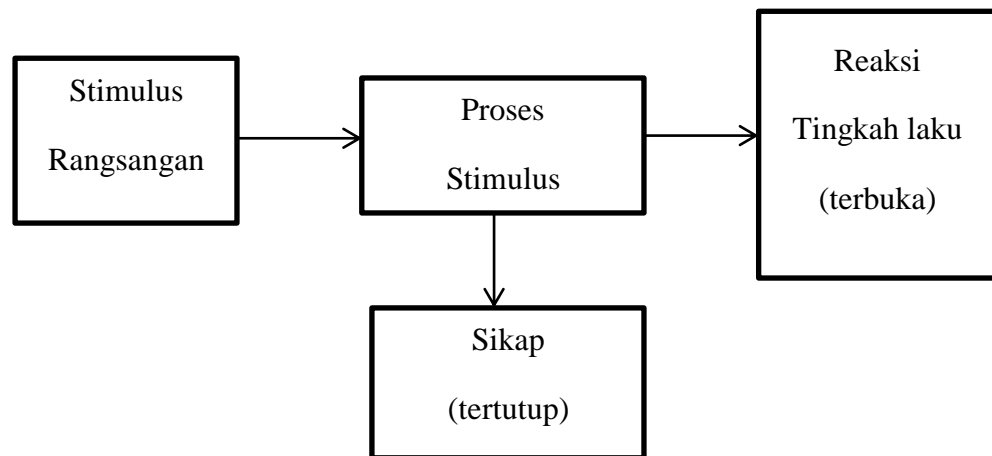 Stimulus
Rangsangan
Proses
Stimulus
Reaksi
Tingkah laku
(terbuka)
Sikap
(tertutup)